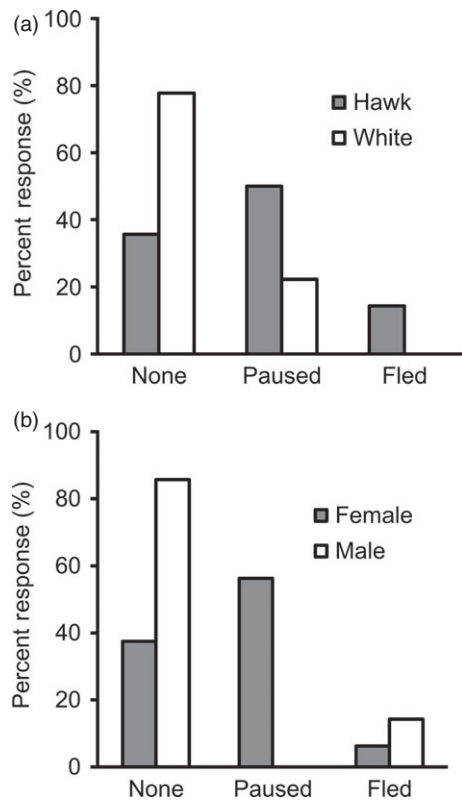 (a)
100
80
60
40
20
0
Percent response (%)
Hawk
White
None Paused Fled
(b)
100
80
60
40
20
0
Percent response (%)
Female
Male
None Paused Fled